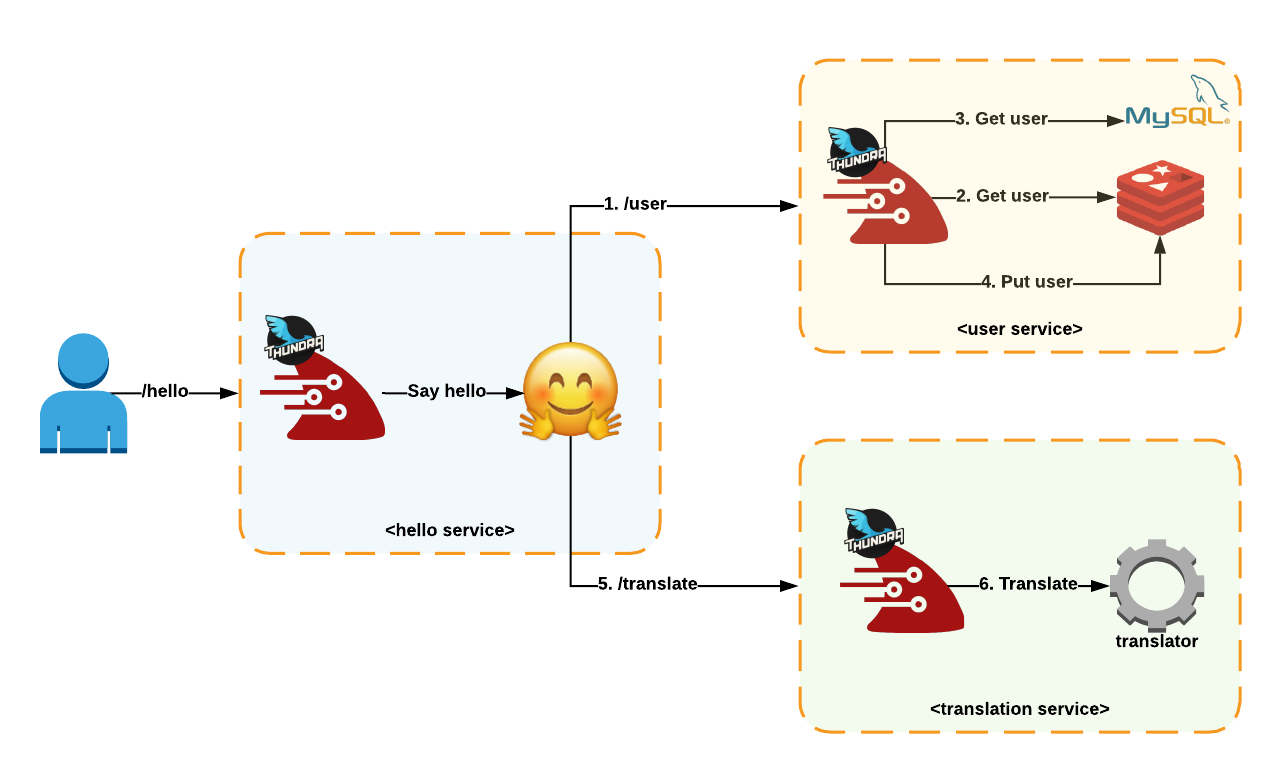 /hello
THUNDRA
Say hello
<hello service>
1. /user
THUNDRA
3. Get user
MySQL®
2. Get user
4. Put user
<user service>
5. /translate
THUNDRA
6. Translate
translator
<translation service>